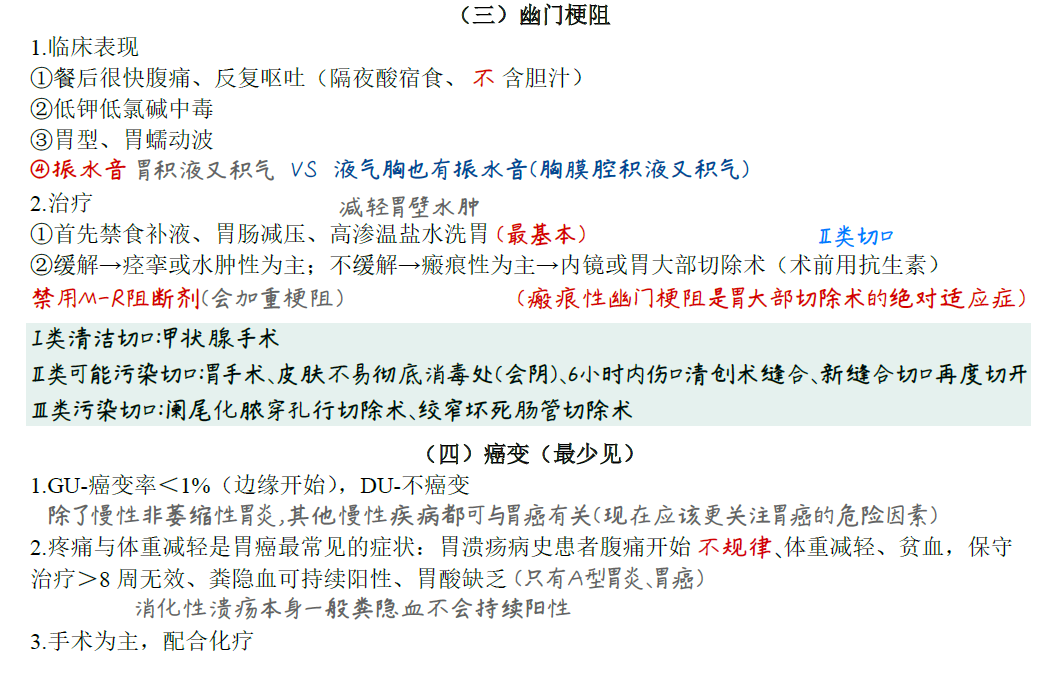 （三）幽门梗阻
1.临床表现
①餐后很快腹痛、反复呕吐（隔夜酸宿食、 不 含胆汁）
②低钾低氯碱中毒
③胃型、胃蠕动波
④振水音 胃积液又积气 VS 液气胸也有振水音(胸膜腔积液又积气)
2.治疗
减轻胃壁水肿
①首先禁食补液、胃肠减压、高渗温盐水洗胃(最基本)
Ⅱ类切口
②缓解→痉挛或水肿性为主；不缓解→瘢痕性为主→内镜或胃大部切除术（术前用抗生素）
禁用M-R阻断剂(会加重梗阻) (瘢痕性幽门梗阻是胃大部切除术的绝对适应症)
Ⅰ类清洁切口:甲状腺手术
Ⅱ类可能污染切口:胃手术、皮肤不易彻底消毒处(会阴)、6小时内伤口清创术缝合、新缝合切口再度切开
Ⅲ类污染切口:阑尾化脓穿孔行切除术、绞窄坏死肠管切除术
（四）癌变（最少见）
1.GU-癌变率＜1%（边缘开始），DU-不癌变
除了慢性非萎缩性胃炎,其他慢性疾病都可与胃癌有关(现在应该更关注胃癌的危险因素)
2.疼痛与体重减轻是胃癌最常见的症状：胃溃疡病史患者腹痛开始 不规律、体重减轻、贫血，保守
治疗＞8 周无效、粪隐血可持续阳性、胃酸缺乏 (只有A型胃炎、胃癌)
消化性溃疡本身一般粪隐血不会持续阳性
3.手术为主，配合化疗